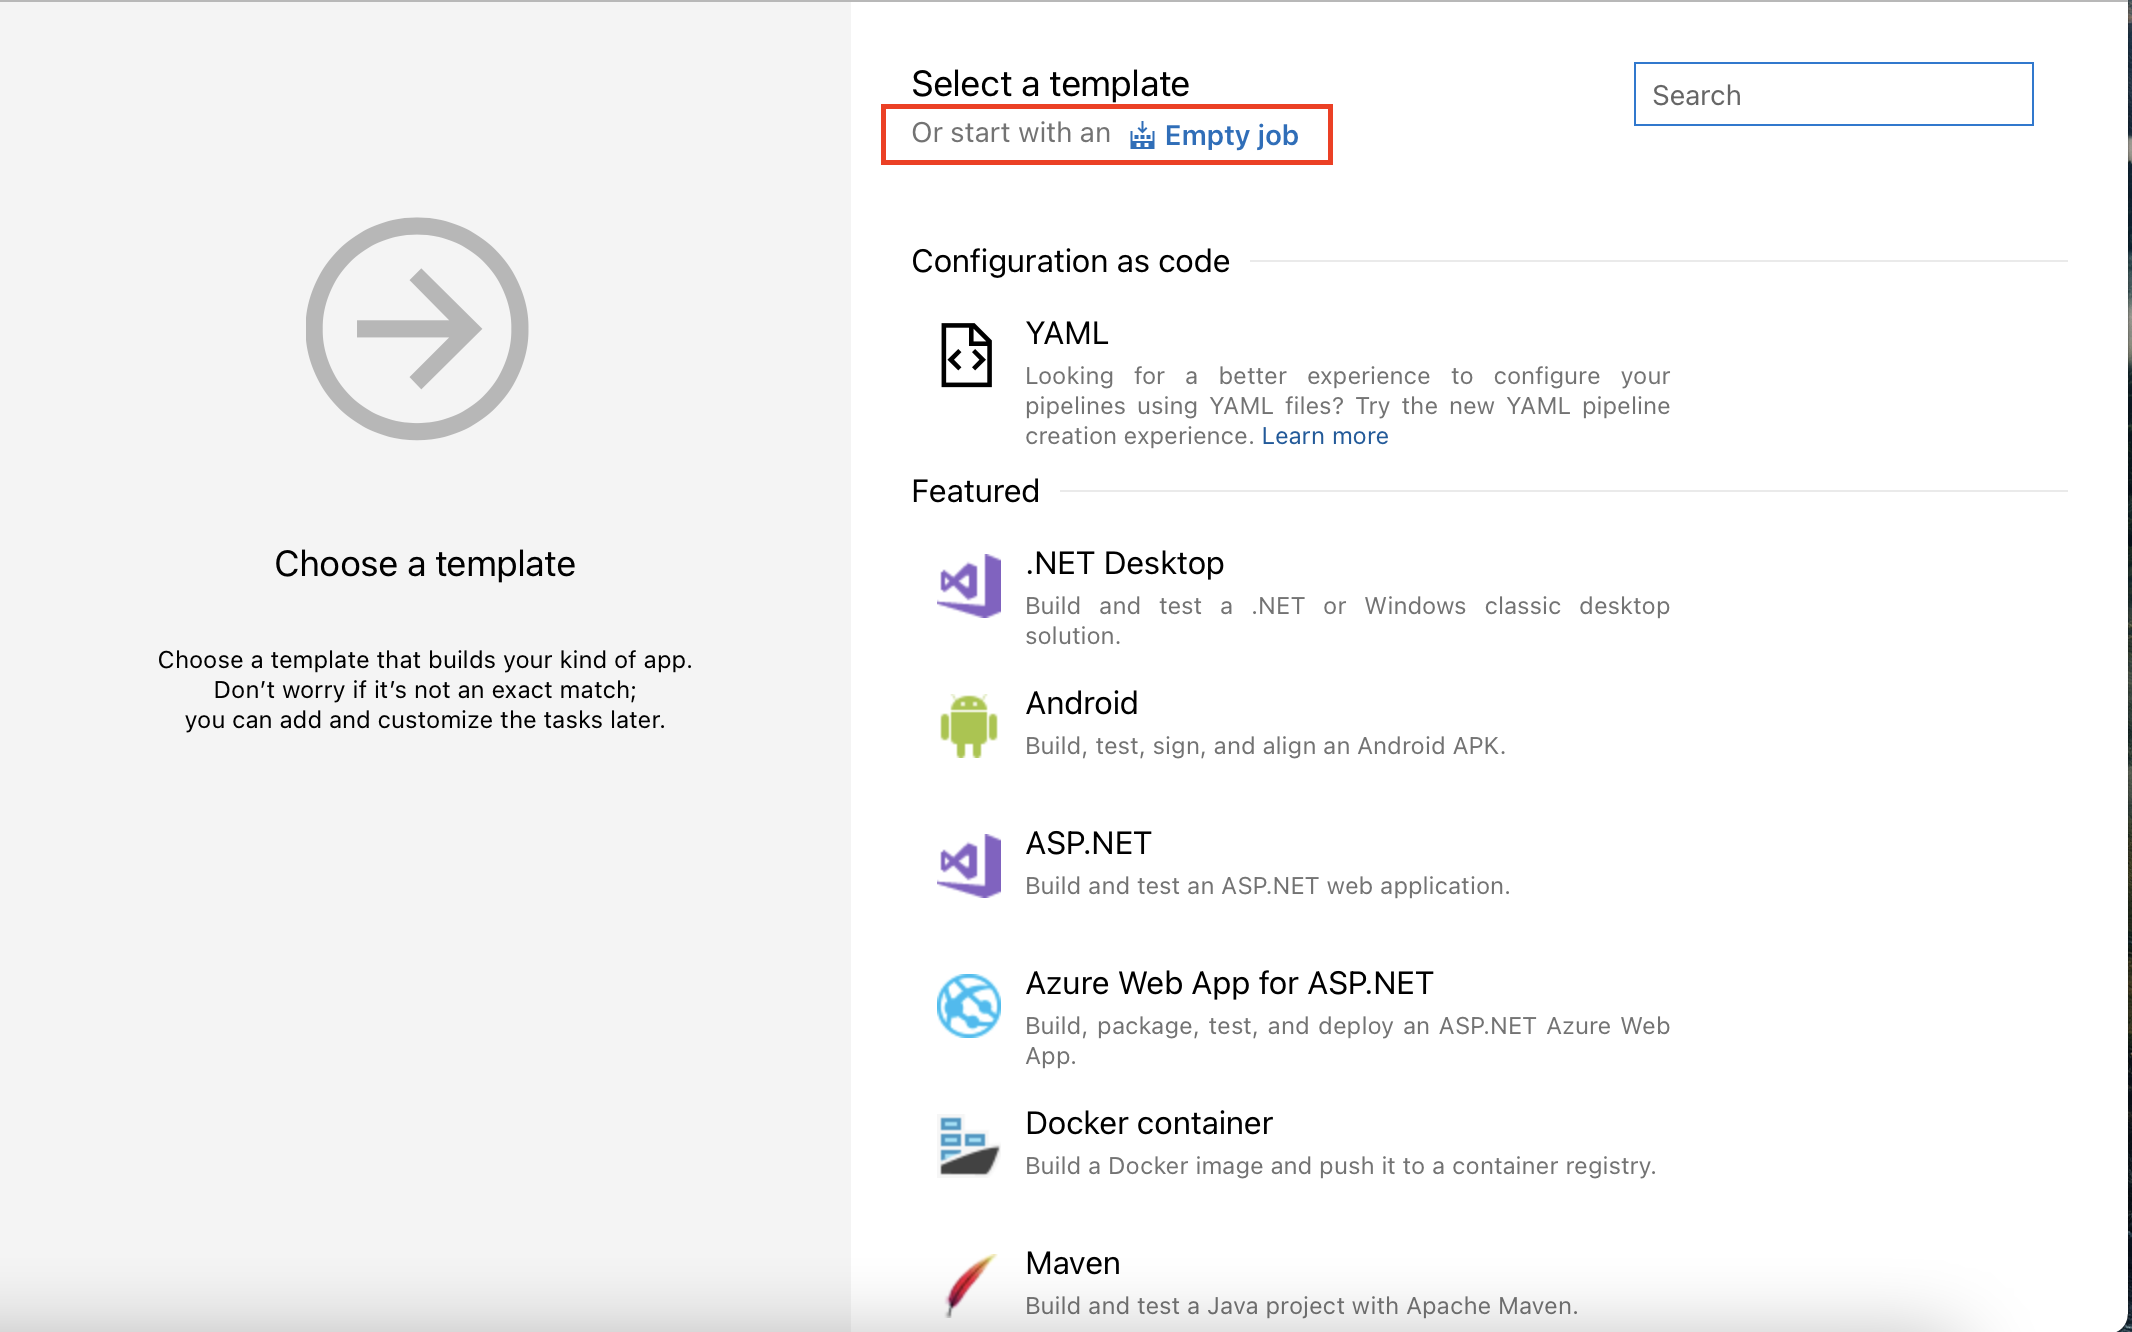 Select a template
Search
Or start with an Empty job
Configuration as code
YAML
Looking for a better experience to configure your
pipelines using YAML files? Try the new YAML pipeline
creation experience. Learn more
Featured
.NET Desktop
Build and test a .NET or Windows classic desktop
solution.
Android
Build, test, sign, and align an Android APK.
ASP.NET
Build and test an ASP.NET web application.
Azure Web App for ASP.NET
Build, package, test, and deploy an ASP.NET Azure Web
App.
Docker container
Build a Docker image and push it to a container registry.
Maven
Build and test a Java project with Apache Maven.
Choose a template
Choose a template that builds your kind of app.
Don’t worry if it’s not an exact match;
you can add and customize the tasks later.